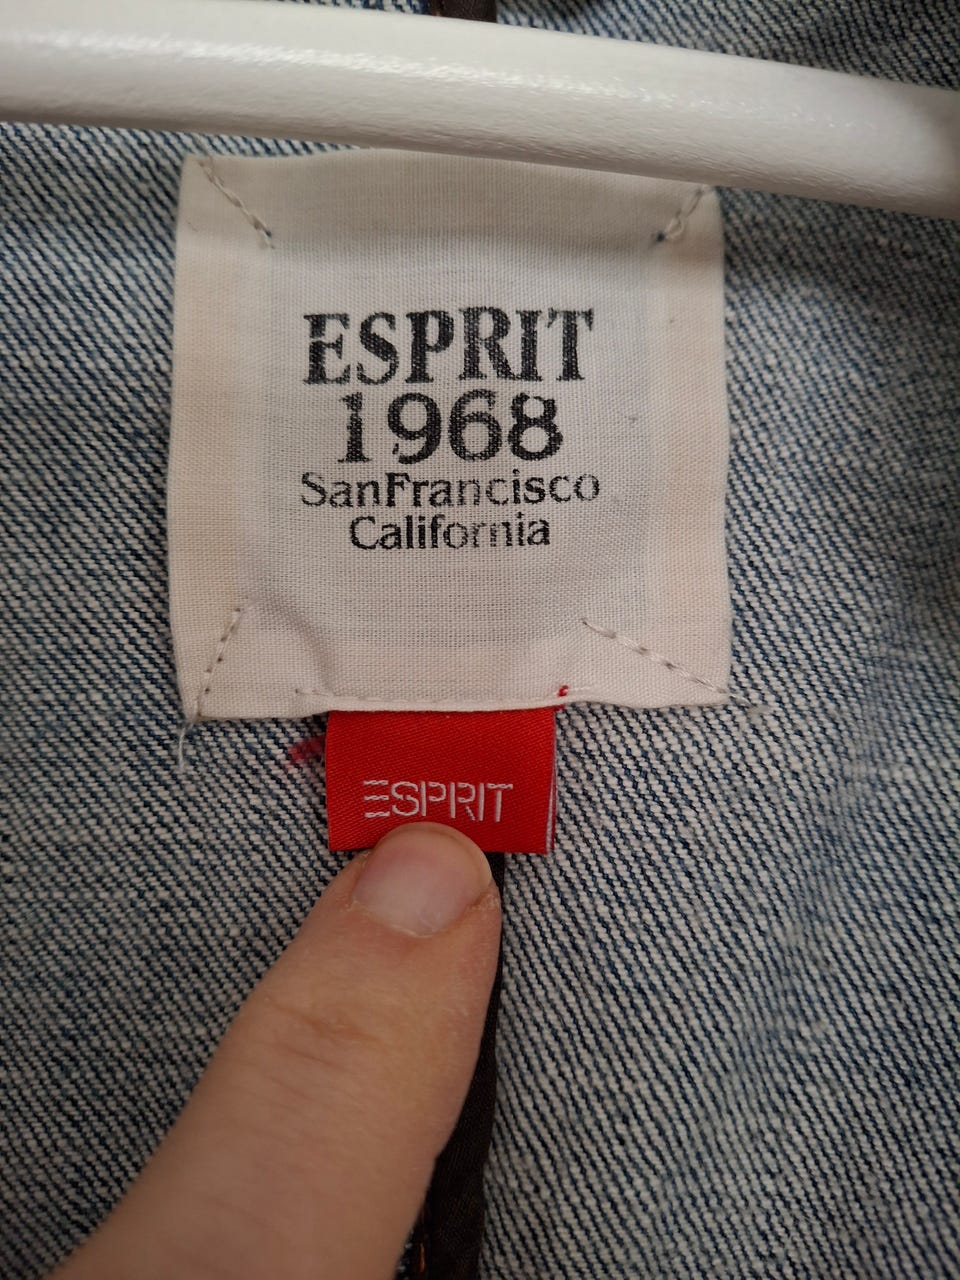 ESPRIT
1968
SanFrancisco
California
ESPRIT